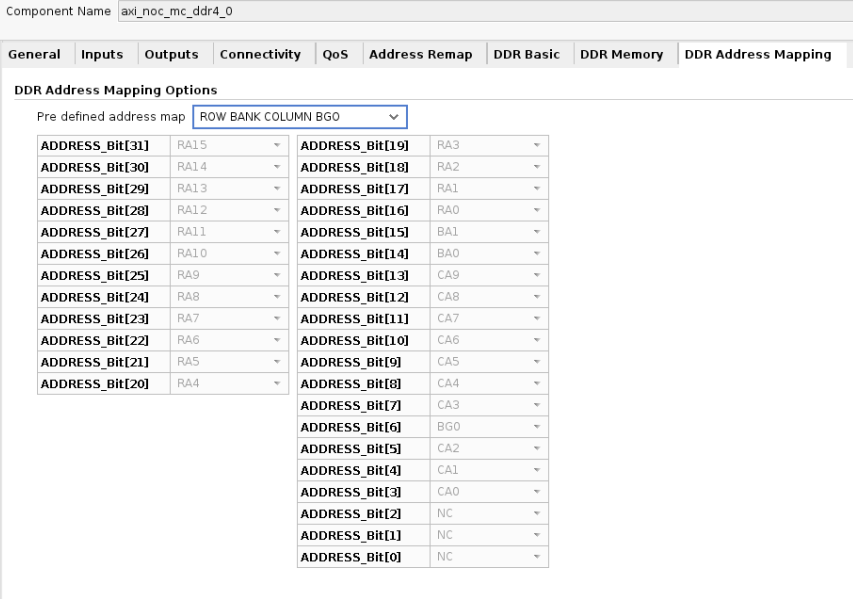 Component Name axi_noc_mc_ddr4_0
General Inputs Outputs Connectivity QoS Address Remap DDR Basic DDR Memory DDR Address Mapping
DDR Address Mapping Options
Pre defined address map ROW BANK COLUMN BGO
ADDRESS_Bit[31] RA15 ADDRESS_Bit[19] RA3
ADDRESS_Bit[30] RA14 ADDRESS_Bit[18] RA2
ADDRESS_Bit[29] RA13 ADDRESS_Bit[17] RA1
ADDRESS_Bit[28] RA12 ADDRESS_Bit[16] RA0
ADDRESS_Bit[27] RA11 ADDRESS_Bit[15] BA1
ADDRESS_Bit[26] RA10 ADDRESS_Bit[14] BA0
ADDRESS_Bit[25] RA9 ADDRESS_Bit[13] CA9
ADDRESS_Bit[24] RA8 ADDRESS_Bit[12] CA8
ADDRESS_Bit[23] RA7 ADDRESS_Bit[11] CA7
ADDRESS_Bit[22] RA6 ADDRESS_Bit[10] CA6
ADDRESS_Bit[21] RA5 ADDRESS_Bit[9] CA5
ADDRESS_Bit[20] RA4 ADDRESS_Bit[8] CA4
ADDRESS_Bit[7] CA3
ADDRESS_Bit[6] BG0
ADDRESS_Bit[5] CA2
ADDRESS_Bit[4] CA1
ADDRESS_Bit[3] CA0
ADDRESS_Bit[2] NC
ADDRESS_Bit[1] NC
ADDRESS_Bit[0] NC